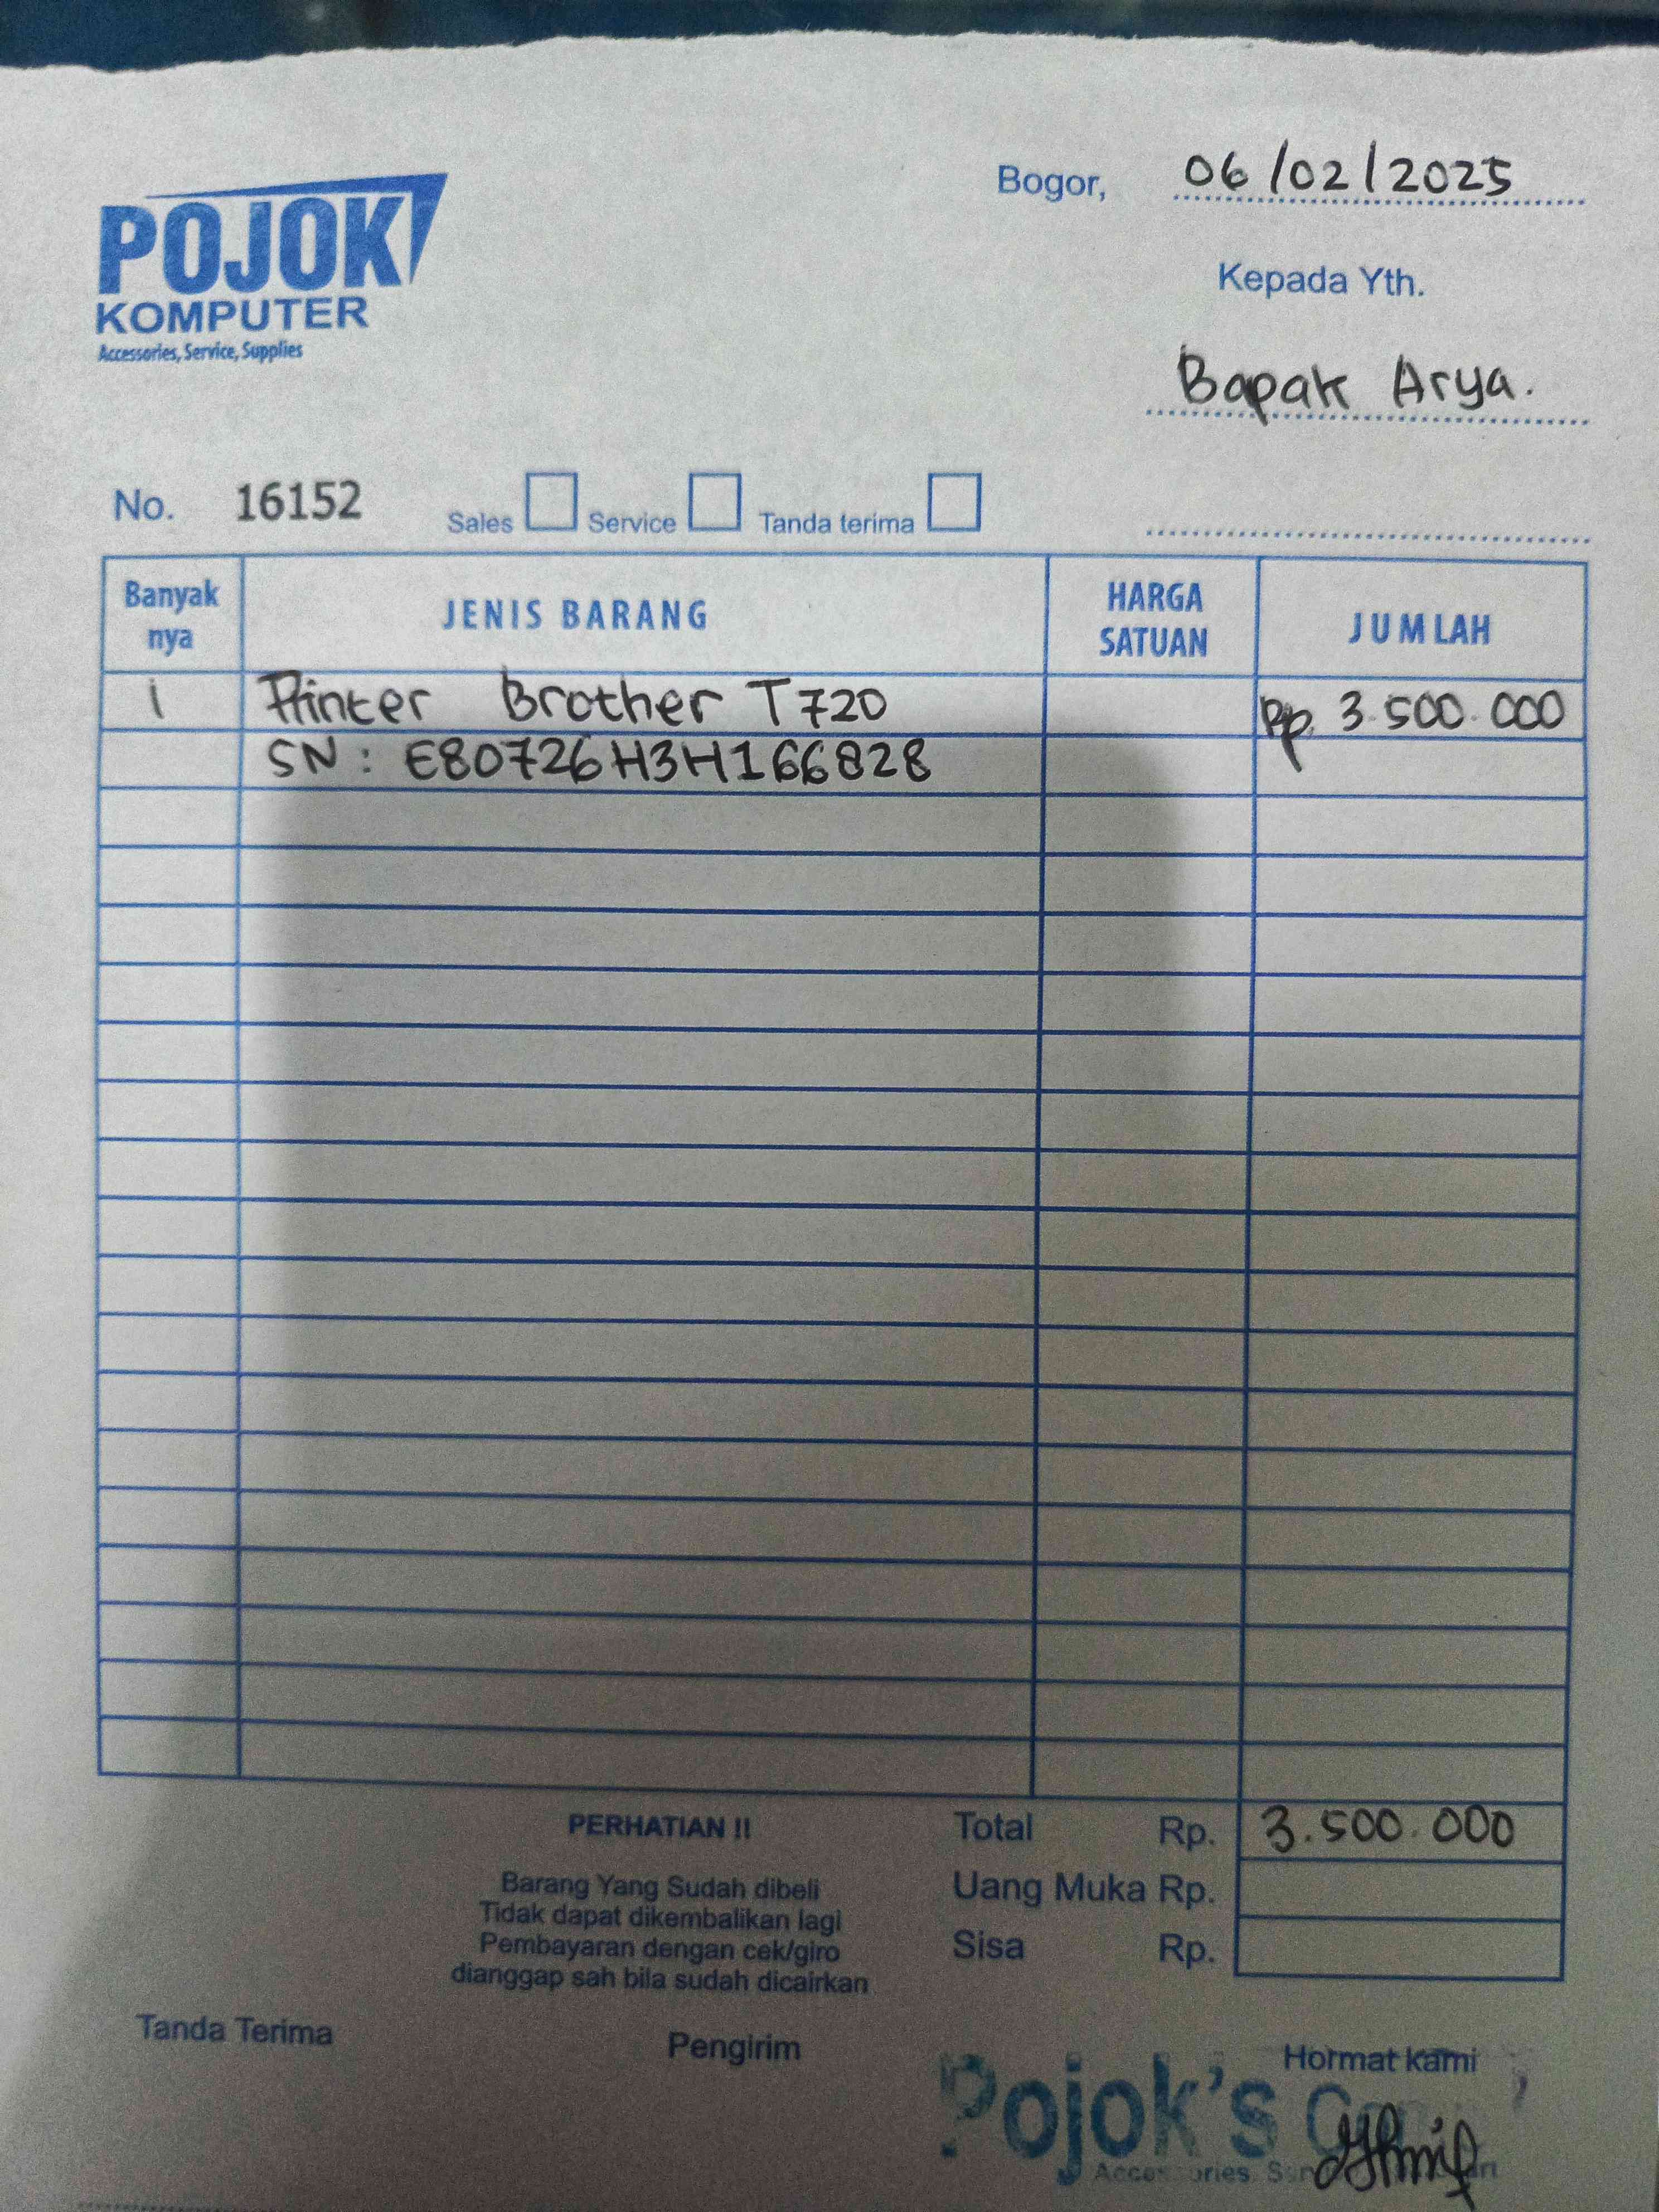 Bogor, 06/02/2025
POJOK
KOMPUTER
Accessories, Service, Supplies
Kepada Yth.
Bapak Arya.
No. 16152 Sales Service Tanda terima
Banyak nya JENIS BARANG HARGA SATUAN JUMLAH
1 Printer Brother T720 Rp. 3.500.000
SN : E80726H3H166828
Total Rp. 3.500.000
PERHATIAN !!
Barang Yang Sudah dibeli
Tidak dapat dikembalikan lagi
Pembayaran dengan cek/giro
dianggap sah bila sudah dicairkan
Uang Muka Rp.
Sisa Rp.
Tanda Terima
Pengirim
Hormat kami
Pojok's